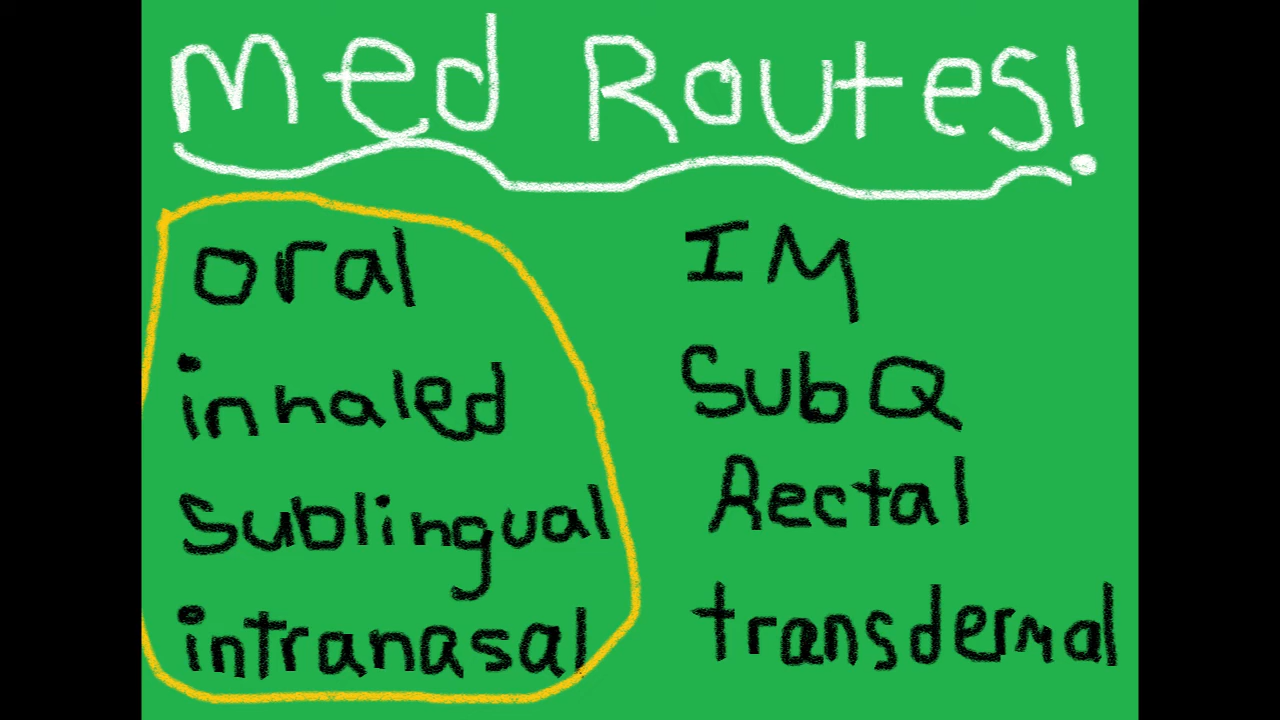 Med Routes!
oral
inhaled
Sublingual
intranasal
IM
SubQ
Rectal
transdermal